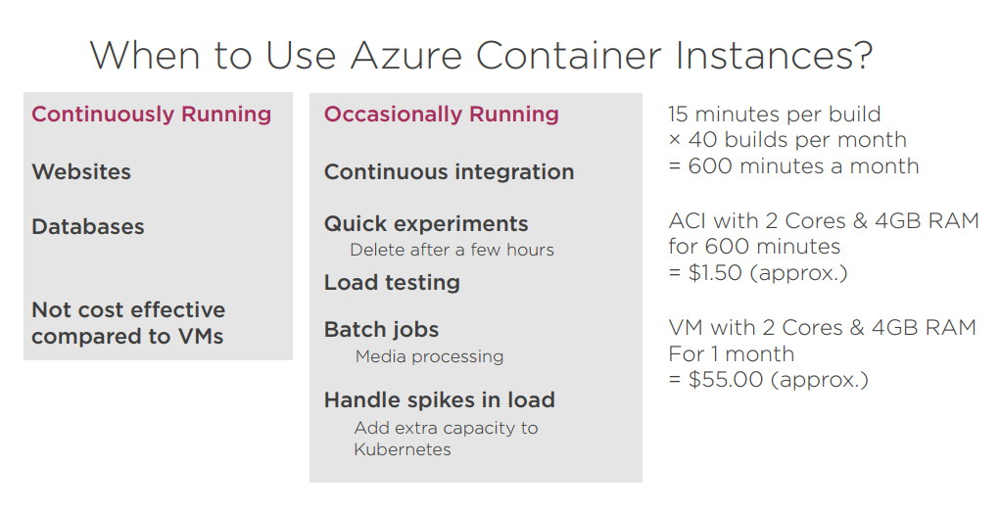 When to Use Azure Container Instances?
Continuously Running
Websites
Databases
Not cost effective
compared to VMs
Occasionally Running
Continuous integration
Quick experiments
Delete after a few hours
Load testing
Batch jobs
Media processing
Handle spikes in load
Add extra capacity to
Kubernetes
15 minutes per build
× 40 builds per month
= 600 minutes a month
ACI with 2 Cores & 4GB RAM
for 600 minutes
= $1.50 (approx.)
VM with 2 Cores & 4GB RAM
For 1 month
= $55.00 (approx.)